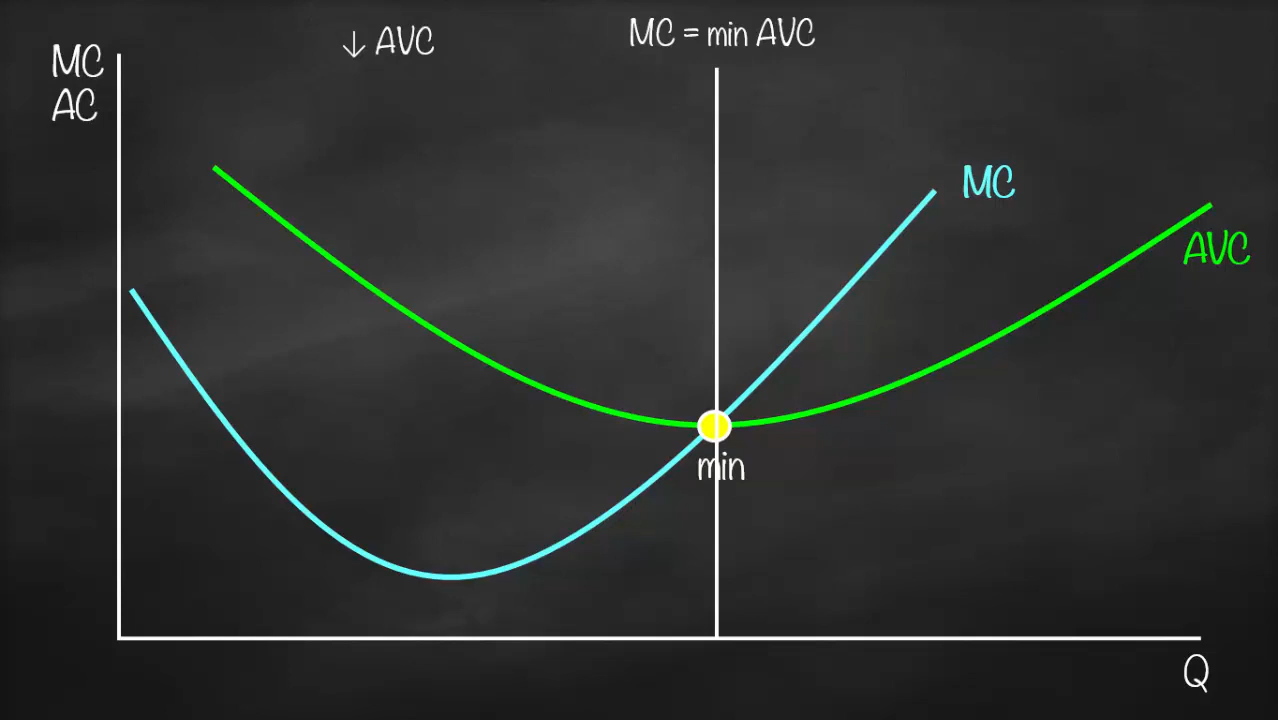 MC
AC
↓ AVC
MC = min AVC
MC
AVC
min
Q